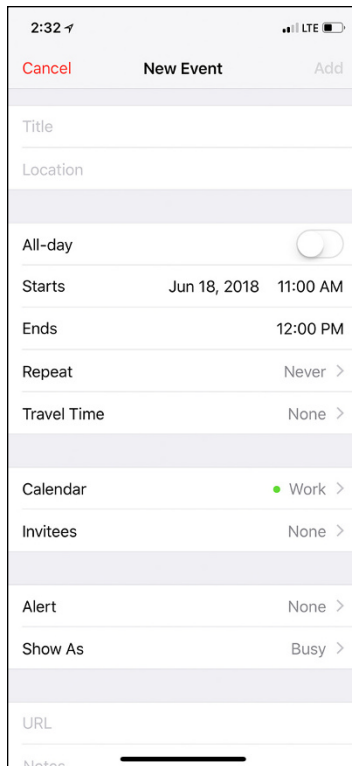 2:32 LTE
Cancel New Event Add
Title
Location
All-day
Starts Jun 18, 2018 11:00 AM
Ends 12:00 PM
Repeat Never
Travel Time None
Calendar Work
Invitees None
Alert None
Show As Busy
URL
Notes